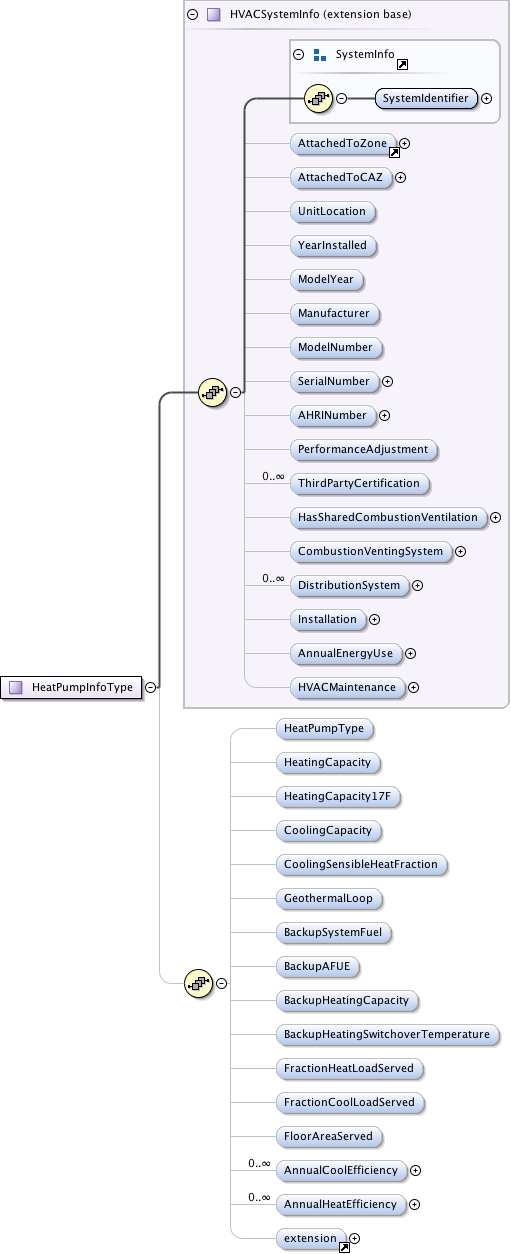 HVACSystemInfo (extension base)
SystemInfo
SystemIdentifier
AttachedToZone
AttachedToCAZ
UnitLocation
YearInstalled
ModelYear
Manufacturer
ModelNumber
SerialNumber
AHRINumber
PerformanceAdjustment
0..∞
ThirdPartyCertification
HasSharedCombustionVentilation
CombustionVentingSystem
0..∞
DistributionSystem
Installation
AnnualEnergyUse
HVACMaintenance
HeatPumpInfoType
HeatPumpType
HeatingCapacity
HeatingCapacity17F
CoolingCapacity
CoolingSensibleHeatFraction
GeothermalLoop
BackupSystemFuel
BackupAFUE
BackupHeatingCapacity
BackupHeatingSwitchoverTemperature
FractionHeatLoadServed
FractionCoolLoadServed
FloorAreaServed
0..∞
AnnualCoolEfficiency
0..∞
AnnualHeatEfficiency
extension